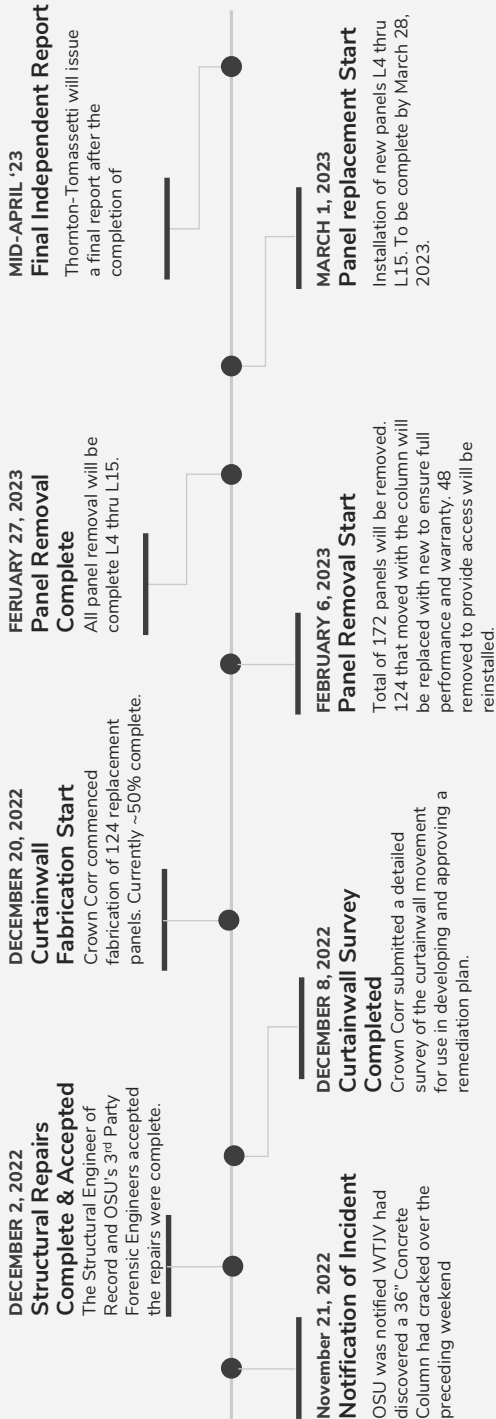 November 21, 2022
Notification of Incident
OSU was notified WTJV had
discovered a 36” Concrete
Column had cracked over the
preceding weekend
DECEMBER 2, 2022
Structural Repairs
Complete & Accepted
The Structural Engineer of
Record and OSU’s 3rd Party
Forensic Engineers accepted
the repairs were complete.
DECEMBER 8, 2022
Curtainwall Survey
Completed
Crown Corr submitted a detailed
survey of the curtainwall movement
for use in developing and approving a
remediation plan.
DECEMBER 20, 2022
Curtainwall
Fabrication Start
Crown Corr commenced
fabrication of 124 replacement
panels. Currently ~50% complete.
FEBRUARY 6, 2023
Panel Removal Start
Total of 172 panels will be removed.
124 that moved with the column will
be replaced with new to ensure full
performance and warranty. 48
removed to provide access will be
reinstalled.
FERUARY 27, 2023
Panel Removal
Complete
All panel removal will be
complete L4 thru L15.
MARCH 1, 2023
Panel replacement Start
Installation of new panels L4 thru
L15. To be complete by March 28,
2023.
MID-APRIL ‘23
Final Independent Report
Thornton-Tomassetti will issue
a final report after the
completion of